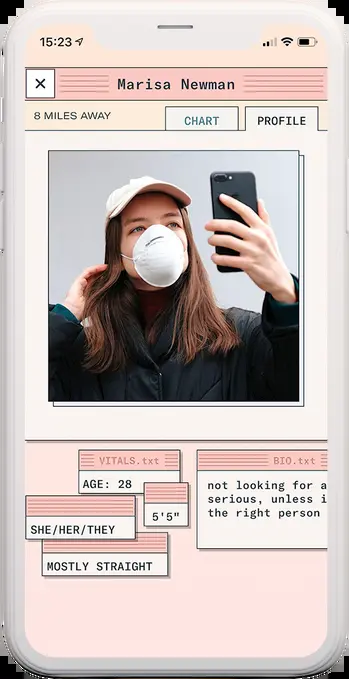 15:23
Marisa Newman
8 MILES AWAY
CHART
PROFILE
VITALS.txt
AGE: 28
5'5"
SHE/HER/THEY
MOSTLY STRAIGHT
BIO.txt
not looking for a
serious, unless i
the right person